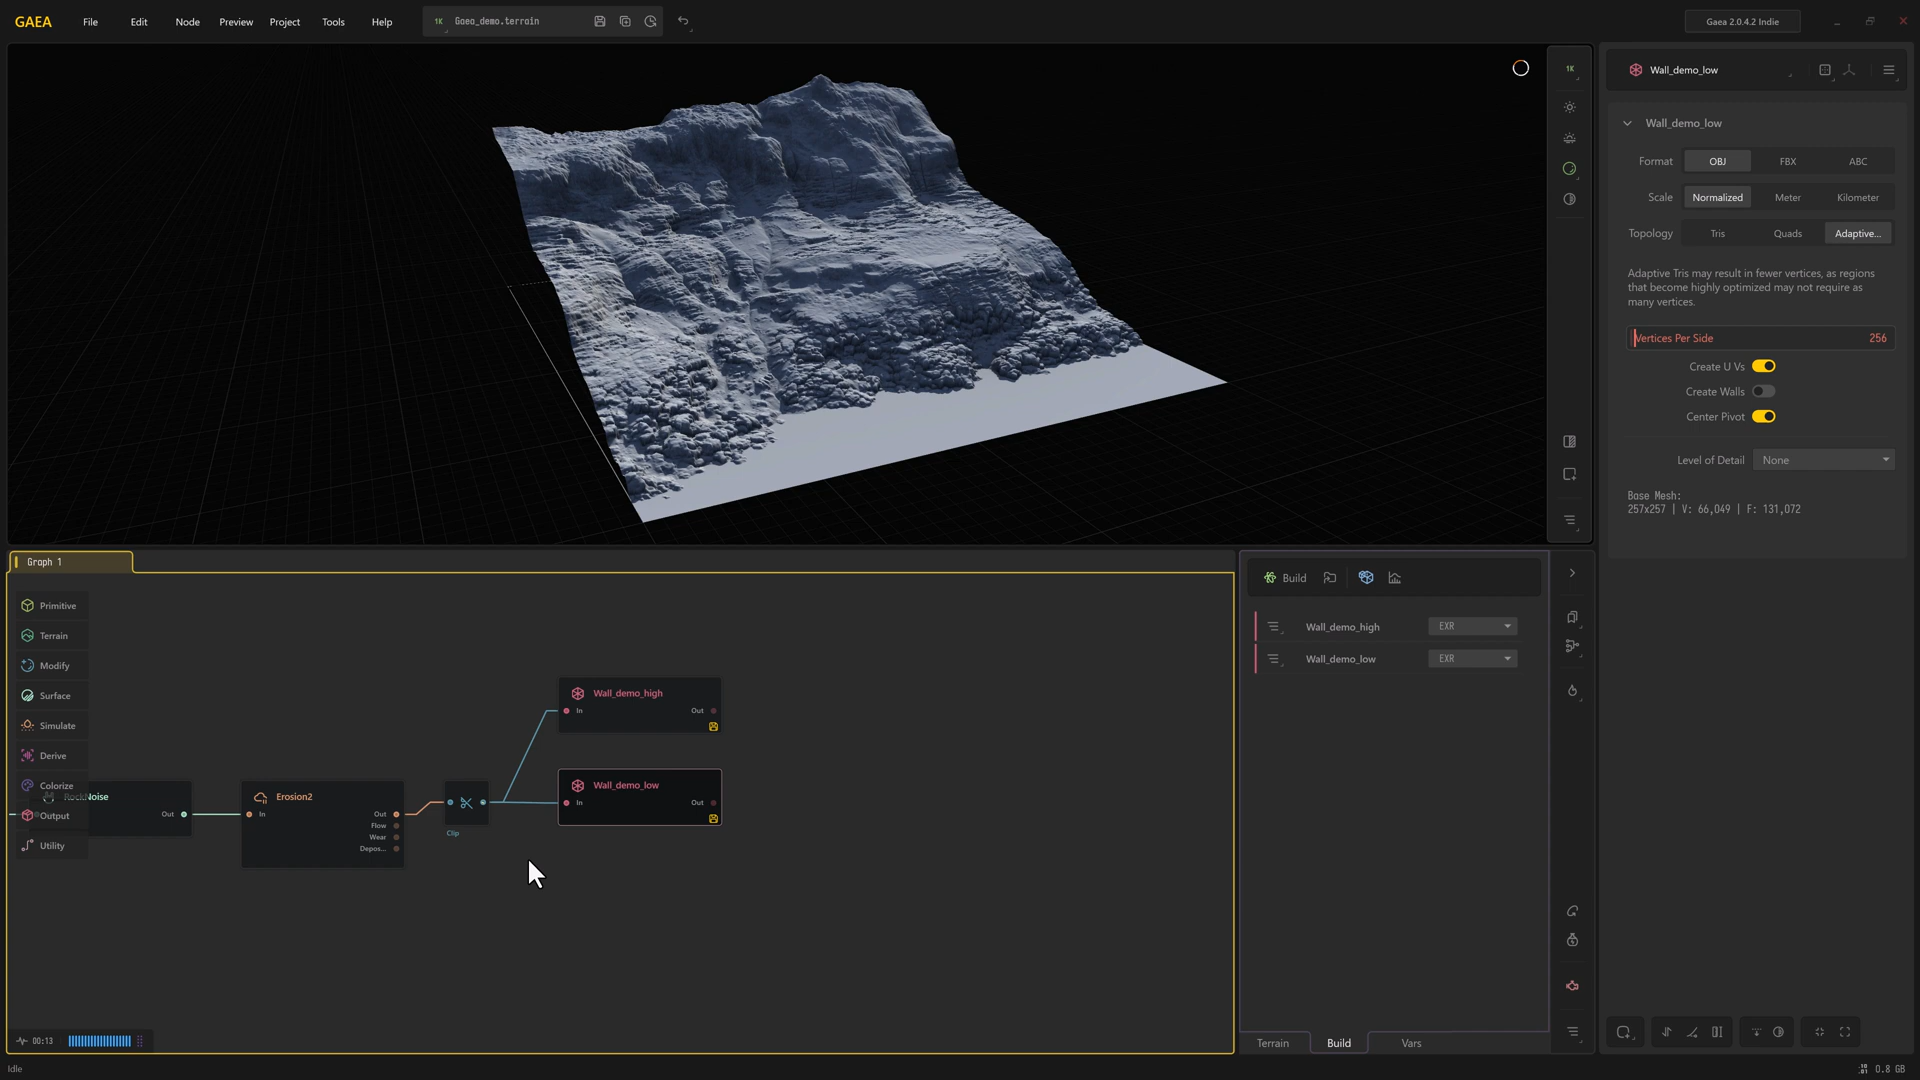 GAEA File Edit Node Preview Project Tools Help 1K Gaea_demo.terrain Gaea 2.0.4.2 Indie
1K
Wall_demo_low
Wall_demo_low
Format OBJ FBX ABC
Scale Normalized Meter Kilometer
Topology Tris Quads Adaptive...
Adaptive Tris may result in fewer vertices, as regions
that become highly optimized may not require as
many vertices.
Vertices Per Side 256
Create U Vs
Create Walls
Center Pivot
Level of Detail None
Base Mesh:
257x257 | V: 66,049 | F: 131,072
Graph 1
Primitive
Terrain
Modify
Surface
Simulate
Derive
Colorize
Output
Utility
RockNoise
Out
Erosion2
In Out
Flow
Wear
Depos...
Clip
Wall_demo_high
In Out
Wall_demo_low
In Out
00:13
Build
Wall_demo_high EXR
Wall_demo_low EXR
Terrain Build Vars
Idle
0.8 GB